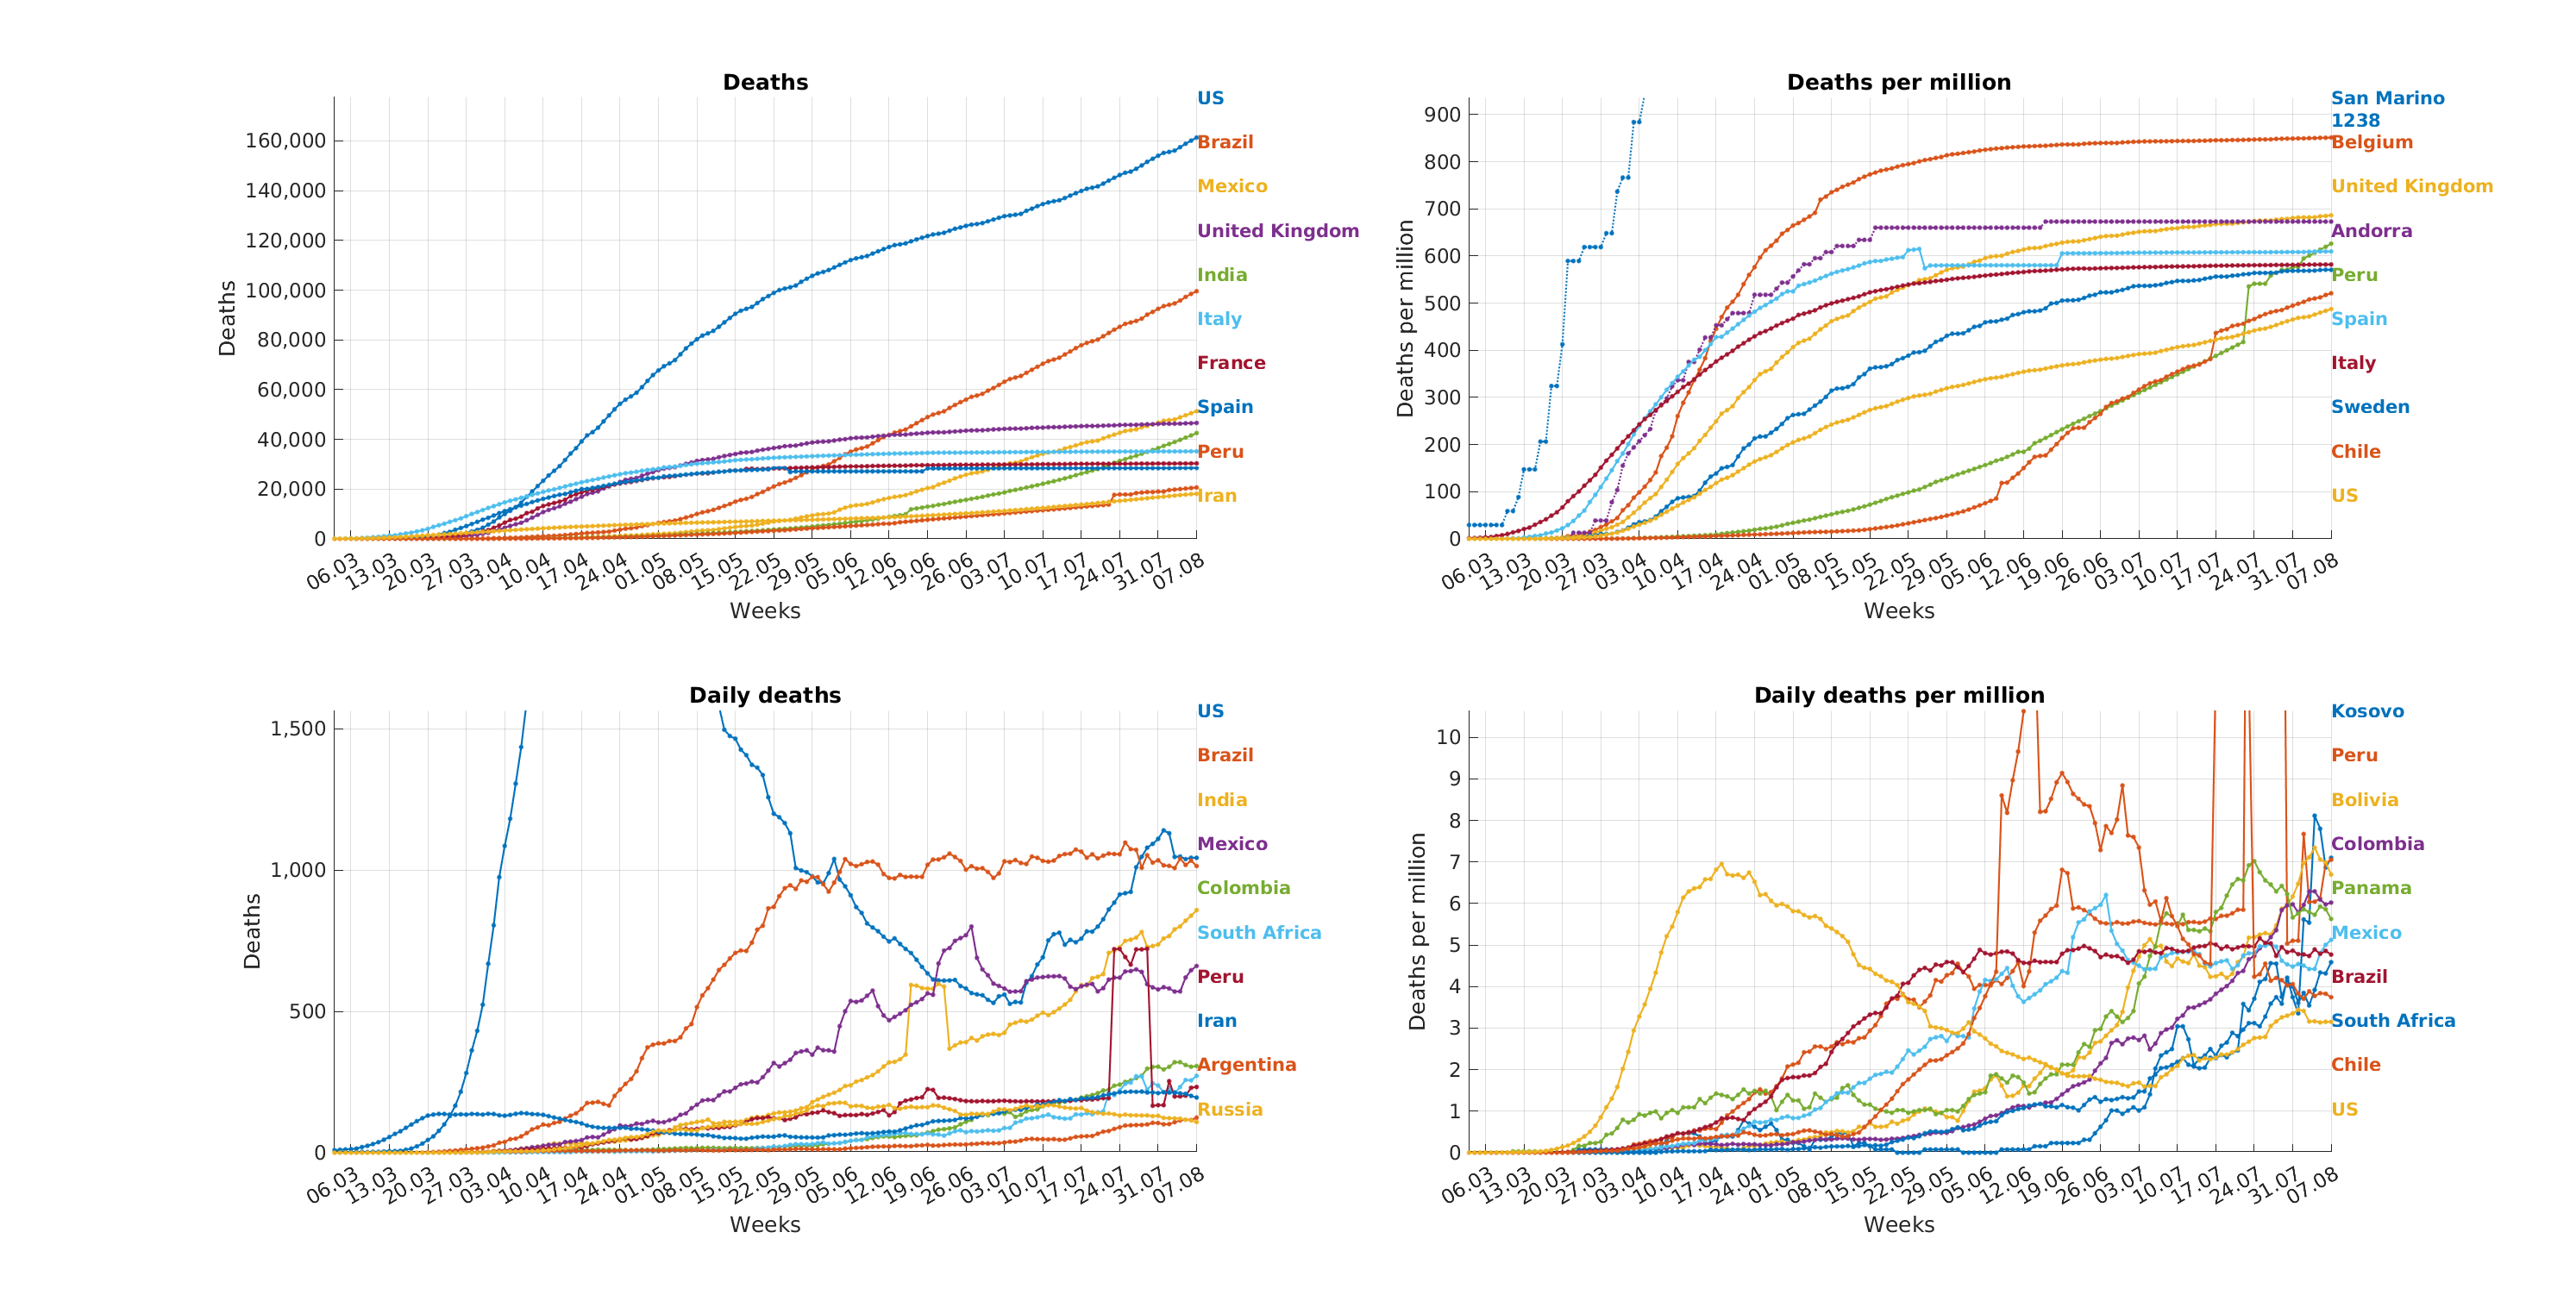 Deaths
160,000
140,000
120,000
100,000
80,000
60,000
40,000
20,000
0
Deaths
06.03
13.03
20.03
27.03
03.04
10.04
17.04
24.04
01.05
08.05
15.05
22.05
29.05
05.06
12.06
19.06
26.06
03.07
10.07
17.07
24.07
31.07
07.08
Weeks
US
Brazil
Mexico
United Kingdom
India
Italy
France
Spain
Peru
Iran
Deaths per million
900
800
700
600
500
400
300
200
100
0
Deaths per million
06.03
13.03
20.03
27.03
03.04
10.04
17.04
24.04
01.05
08.05
15.05
22.05
29.05
05.06
12.06
19.06
26.06
03.07
10.07
17.07
24.07
31.07
07.08
Weeks
San Marino
1238
Belgium
United Kingdom
Andorra
Peru
Spain
Italy
Sweden
Chile
US
Daily deaths
1,500
1,000
500
0
Deaths
06.03
13.03
20.03
27.03
03.04
10.04
17.04
24.04
01.05
08.05
15.05
22.05
29.05
05.06
12.06
19.06
26.06
03.07
10.07
17.07
24.07
31.07
07.08
Weeks
US
Brazil
India
Mexico
Colombia
South Africa
Peru
Iran
Argentina
Russia
Daily deaths per million
10
9
8
7
6
5
4
3
2
1
0
Deaths per million
06.03
13.03
20.03
27.03
03.04
10.04
17.04
24.04
01.05
08.05
15.05
22.05
29.05
05.06
12.06
19.06
26.06
03.07
10.07
17.07
24.07
31.07
07.08
Weeks
Kosovo
Peru
Bolivia
Colombia
Panama
Mexico
Brazil
South Africa
Chile
US